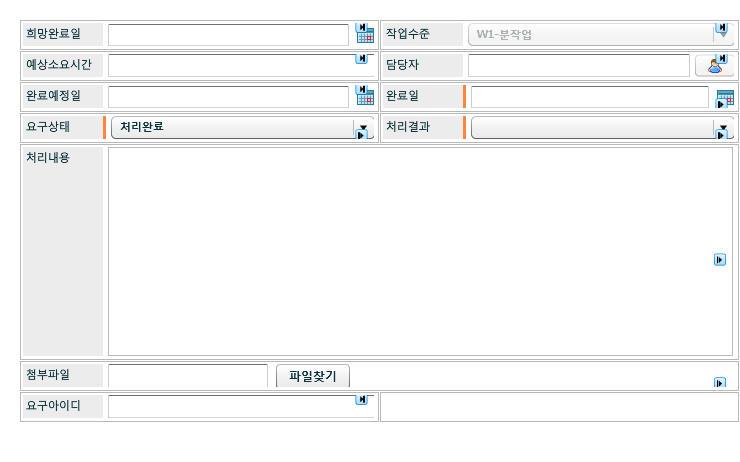 희망완료일 작업수준 W1-분작업
예상소요시간 담당자
완료예정일 완료일
요구상태 처리완료 처리결과
처리내용
첨부파일 파일찾기
요구아이디